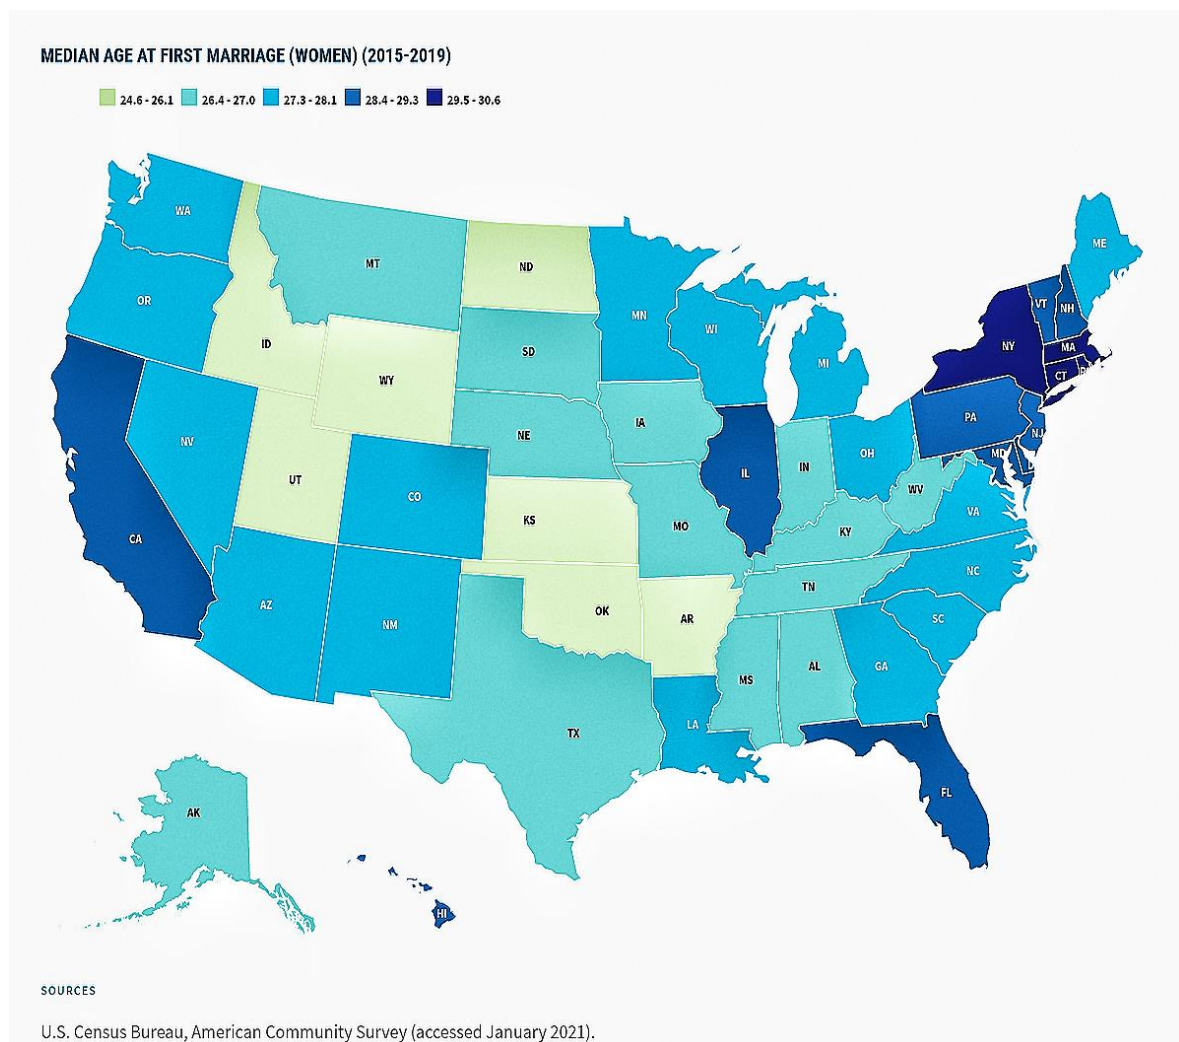 MEDIAN AGE AT FIRST MARRIAGE (WOMEN) (2015-2019)
24.6 - 26.1 26.4 - 27.0 27.3 - 28.1 28.4 - 29.3 29.5 - 30.6
WA
ME
MT
ND
OR
VT
NH
MN
WI
ID
NY
MA
SD
MI
CT
WY
PA
IA
NE
NJ
NV
OH
MD
IN
IL
UT
WV
CO
VA
KS
MO
KY
CA
NC
TN
AZ
OK
AR
SC
NM
GA
AL
MS
LA
TX
FL
AK
HI
SOURCES
U.S. Census Bureau, American Community Survey (accessed January 2021).